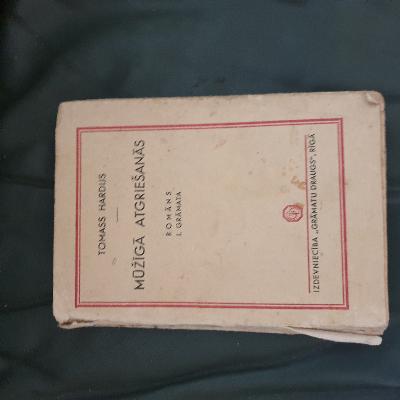 TOMASS HARDIJS
MŪŽĪGĀ ATGRIEŠANĀS
ROMĀNS
I. GRĀMATA
IZDEVNIECĪBA „GRĀMATU DRAUGS", RĪGĀ